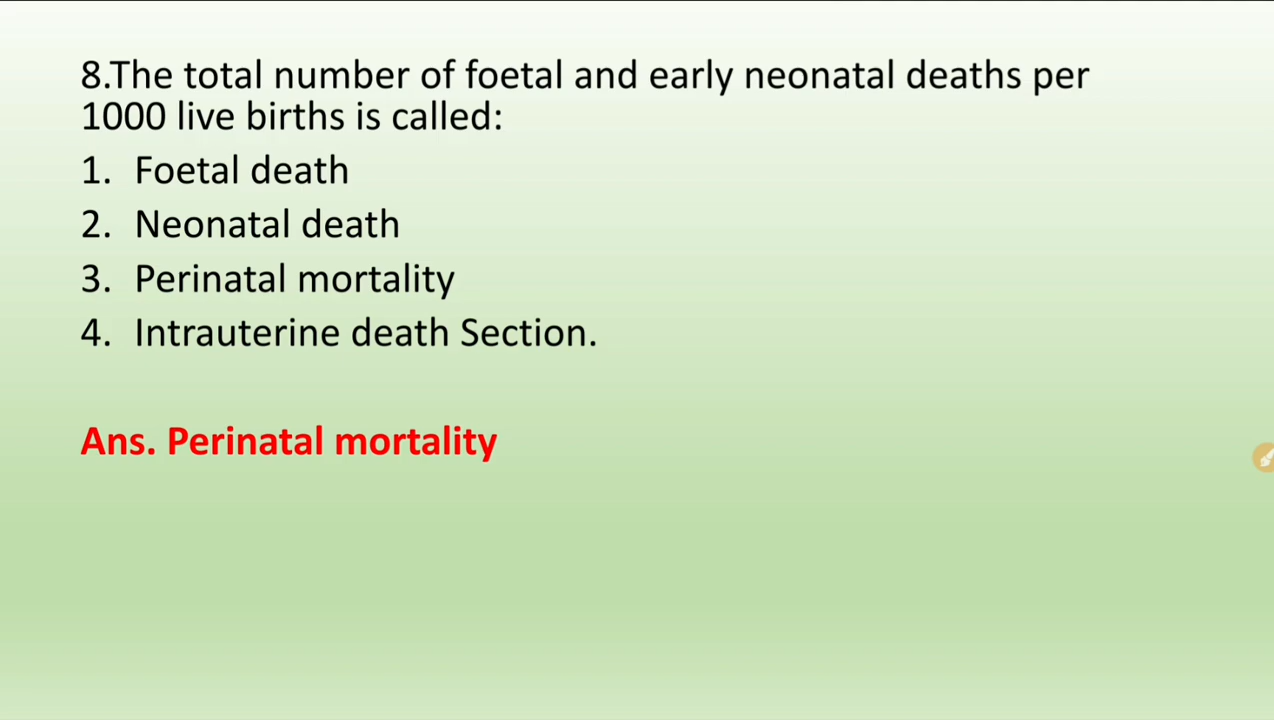 8.The total number of foetal and early neonatal deaths per
1000 live births is called:
1. Foetal death
2. Neonatal death
3. Perinatal mortality
4. Intrauterine death Section.
Ans. Perinatal mortality